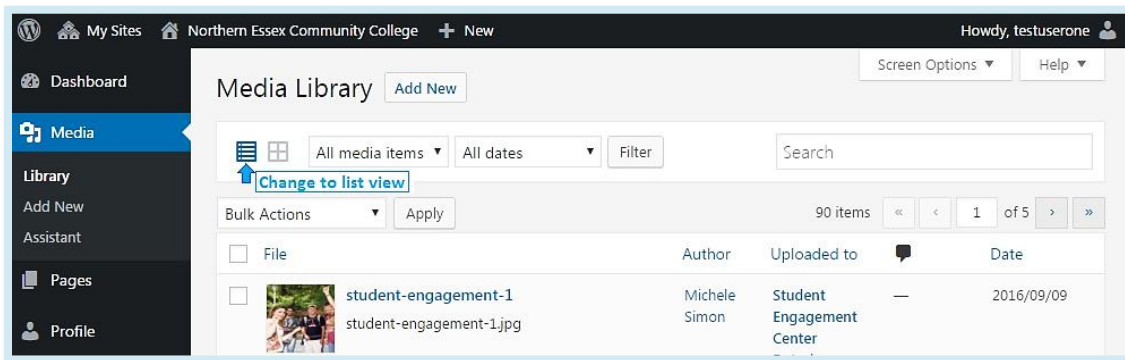 My Sites Northern Essex Community College + New Howdy, testuserone
Screen Options ▼ Help ▼
Dashboard
Media Library Add New
Media
All media items ▼ All dates ▼ Filter Search
Change to list view
Library
Add New
Bulk Actions ▼ Apply 90 items « ‹ 1 of 5 › »
Assistant
File Author Uploaded to Date
Pages
student-engagement-1 Michele Student — 2016/09/09
student-engagement-1.jpg Simon Engagement
Profile
Center